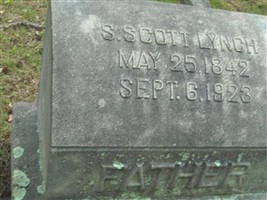 S. SCOTT LYNCH
MAY 25, 1842
SEPT. 6, 1923
FATHER